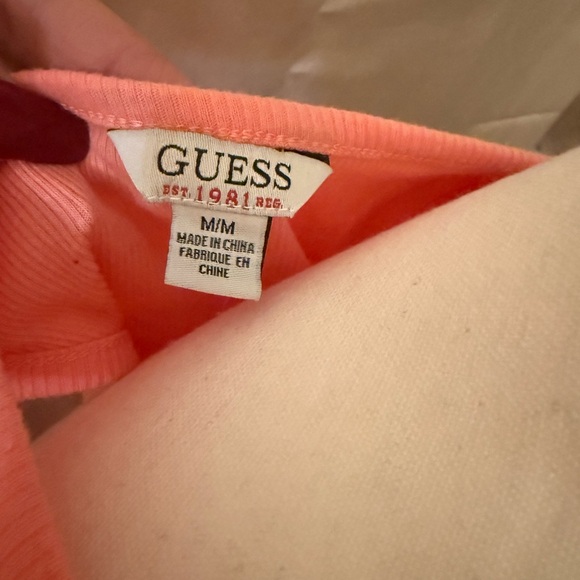 GUESS
EST. 1981 REG.
M/M
MADE IN CHINA
FABRIQUE EN
CHINE